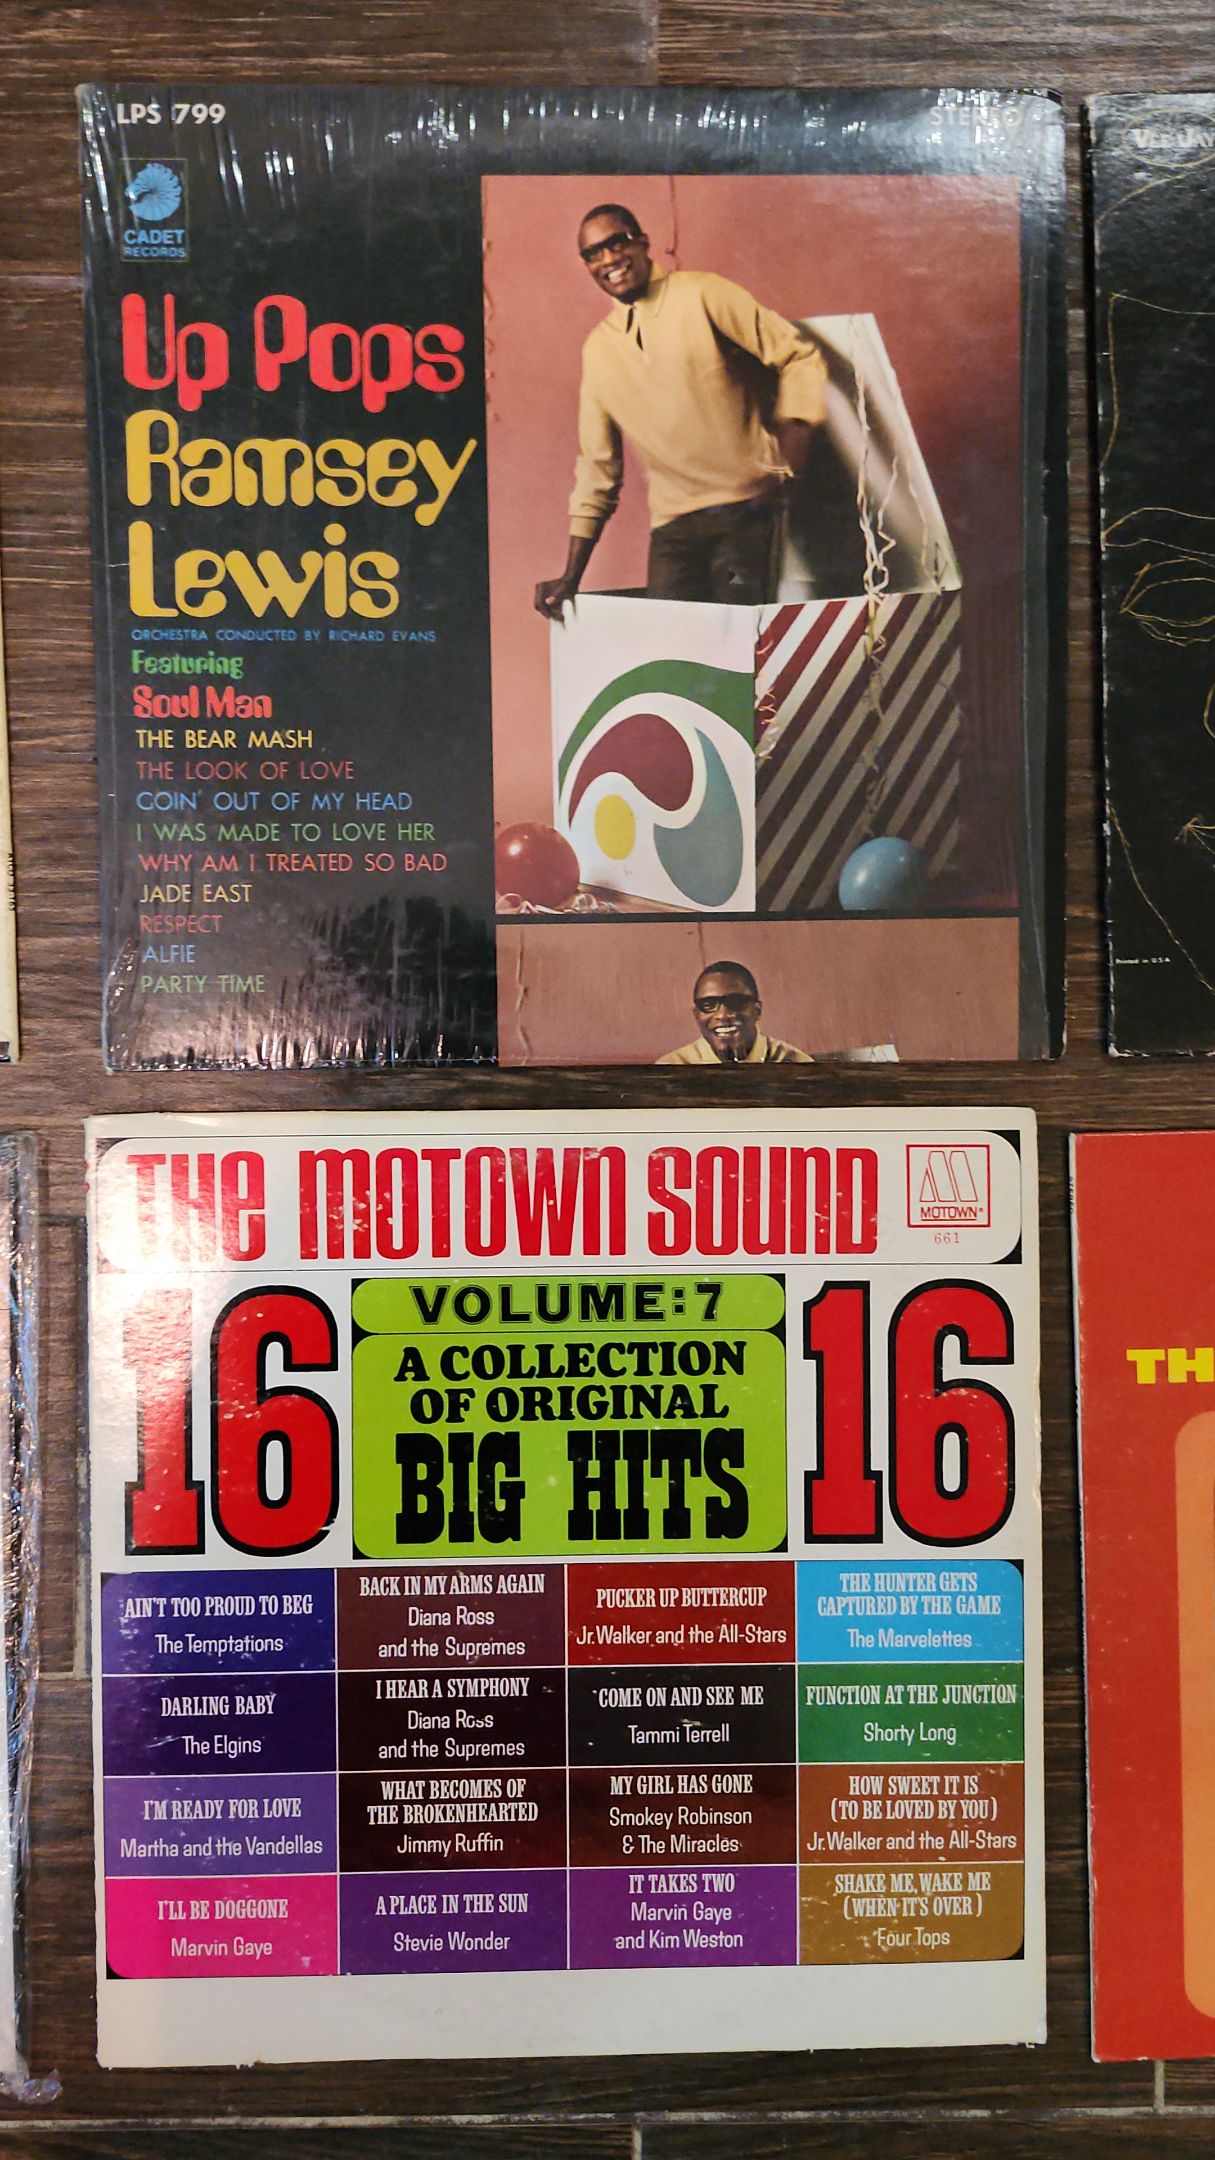 LPS 799
STEREO
CADET
RECORDS
Up Pops
Ramsey
Lewis
ORCHESTRA CONDUCTED BY RICHARD EVANS
Featuring
Soul Man
THE BEAR MASH
THE LOOK OF LOVE
GOIN' OUT OF MY HEAD
I WAS MADE TO LOVE HER
WHY AM I TREATED SO BAD
JADE EAST
RESPECT
ALFIE
PARTY TIME
VEE JAY
Printed in U.S.A.
THE MOTOWN SOUND
MOTOWN®
661
16
VOLUME:7
A COLLECTION
OF ORIGINAL
BIG HITS
16
AIN'T TOO PROUD TO BEG
The Temptations
BACK IN MY ARMS AGAIN
Diana Ross
and the Supremes
PUCKER UP BUTTERCUP
Jr. Walker and the All-Stars
THE HUNTER GETS
CAPTURED BY THE GAME
The Marvelettes
DARLING BABY
The Elgins
I HEAR A SYMPHONY
Diana Ross
and the Supremes
COME ON AND SEE ME
Tammi Terrell
FUNCTION AT THE JUNCTION
Shorty Long
I'M READY FOR LOVE
Martha and the Vandellas
WHAT BECOMES OF
THE BROKENHEARTED
Jimmy Ruffin
MY GIRL HAS GONE
Smokey Robinson
& The Miracles
HOW SWEET IT IS
(TO BE LOVED BY YOU)
Jr. Walker and the All-Stars
I'LL BE DOGGONE
Marvin Gaye
A PLACE IN THE SUN
Stevie Wonder
IT TAKES TWO
Marvin Gaye
and Kim Weston
SHAKE ME, WAKE ME
(WHEN IT'S OVER)
Four Tops
TH